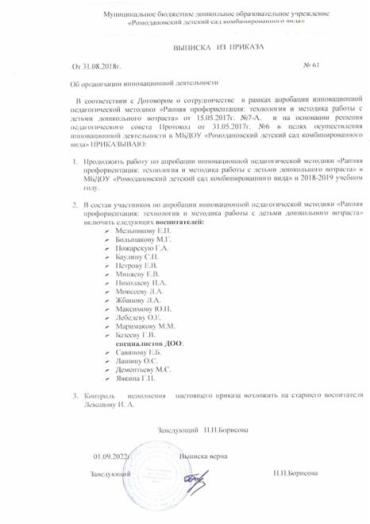 Муниципальное бюджетное дошкольное образовательное учреждение
«Ромодановский детский сад комбинированного вида»
ВЫПИСКА ИЗ ПРИКАЗА
От 31.08.2018г. № 61
Об организации инновационной деятельности
В соответствии с Договором о сотрудничестве в рамках апробации инновационной
педагогической методики «Ранняя профориентация: технология и методика работы с
детьми дошкольного возраста» от 15.05.2017г. №7-А, и на основании решения
педагогического совета Протокол от 31.05.2017г. №6 в целях осуществления
инновационной деятельности в МБДОУ «Ромодановский детский сад комбинированного
вида» ПРИКАЗЫВАЮ:
1. Продолжить работу по апробации инновационной педагогической методики «Ранняя
профориентация: технология и методика работы с детьми дошкольного возраста» в
МБДОУ «Ромодановский детский сад комбинированного вида» в 2018-2019 учебном
году.
2. В состав участников по апробации инновационной педагогической методики «Ранняя
профориентация: технология и методика работы с детьми дошкольного возраста»
включить следующих воспитателей:
Мельникову Е.П.
Большакову М.Г.
Пожарскую Г.А.
Баулину С.П.
Петрову Е.В.
Минаеву Е.В.
Николаеву Н.А.
Моисееву Л.А.
Жбанову Л.А.
Максимову Ю.Н.
Лебедеву О.Е.
Маримакову М.М.
Базееву Г.В.
специалистов ДОО:
Савинову Е.Б.
Лашину О.С.
Дементьеву М.С.
Явкина Г.П.
3. Контроль исполнения настоящего приказа возложить на старшего воспитателя
Левашову И. А.
Заведующий Н.П.Борисова
01.09.2022г. Выписка верна
Заведующий Н.П.Борисова